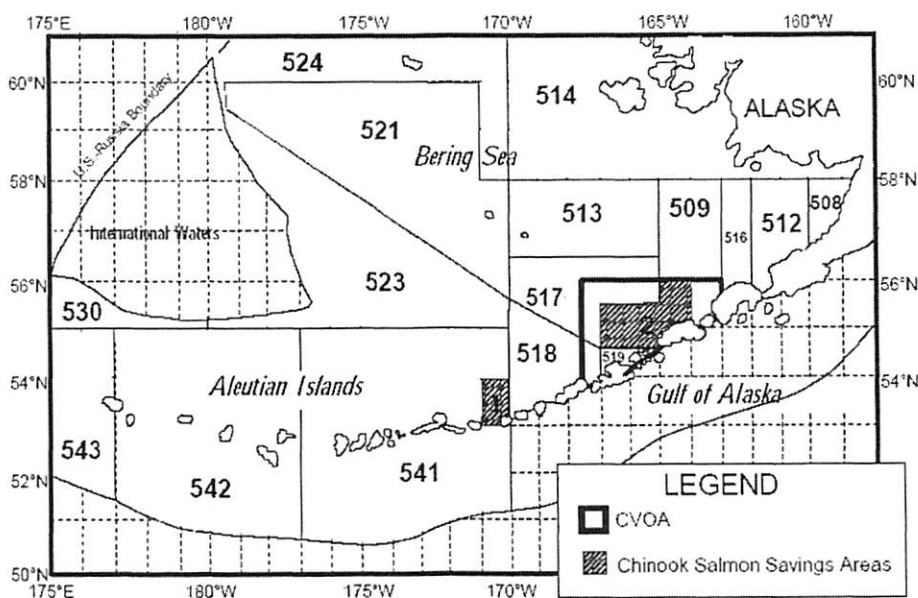 175°E 180°W 175°W 170°W 165°W 160°W
60°N 524 60°N
514 ALASKA
U.S.-Russia Boundary
521
Bering Sea
58°N 58°N
513 509 516 512 508
International Waters
56°N 523 517 56°N
530 2
518 519
54°N Aleutian Islands 1 Gulf of Alaska 54°N
543
52°N 542 541 52°N
LEGEND
CVOA
Chinook Salmon Savings Areas
50°N
175°E 180°W 175°W 170°W